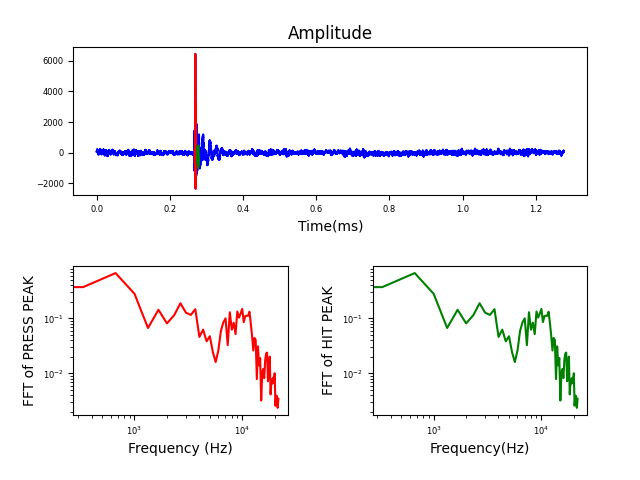 Amplitude
6000
4000
2000
0
−2000
0.0 0.2 0.4 0.6 0.8 1.0 1.2
Time(ms)
FFT of PRESS PEAK
10⁻¹
10⁻²
10³ 10⁴
Frequency (Hz)
FFT of HIT PEAK
10⁻¹
10⁻²
10³ 10⁴
Frequency(Hz)